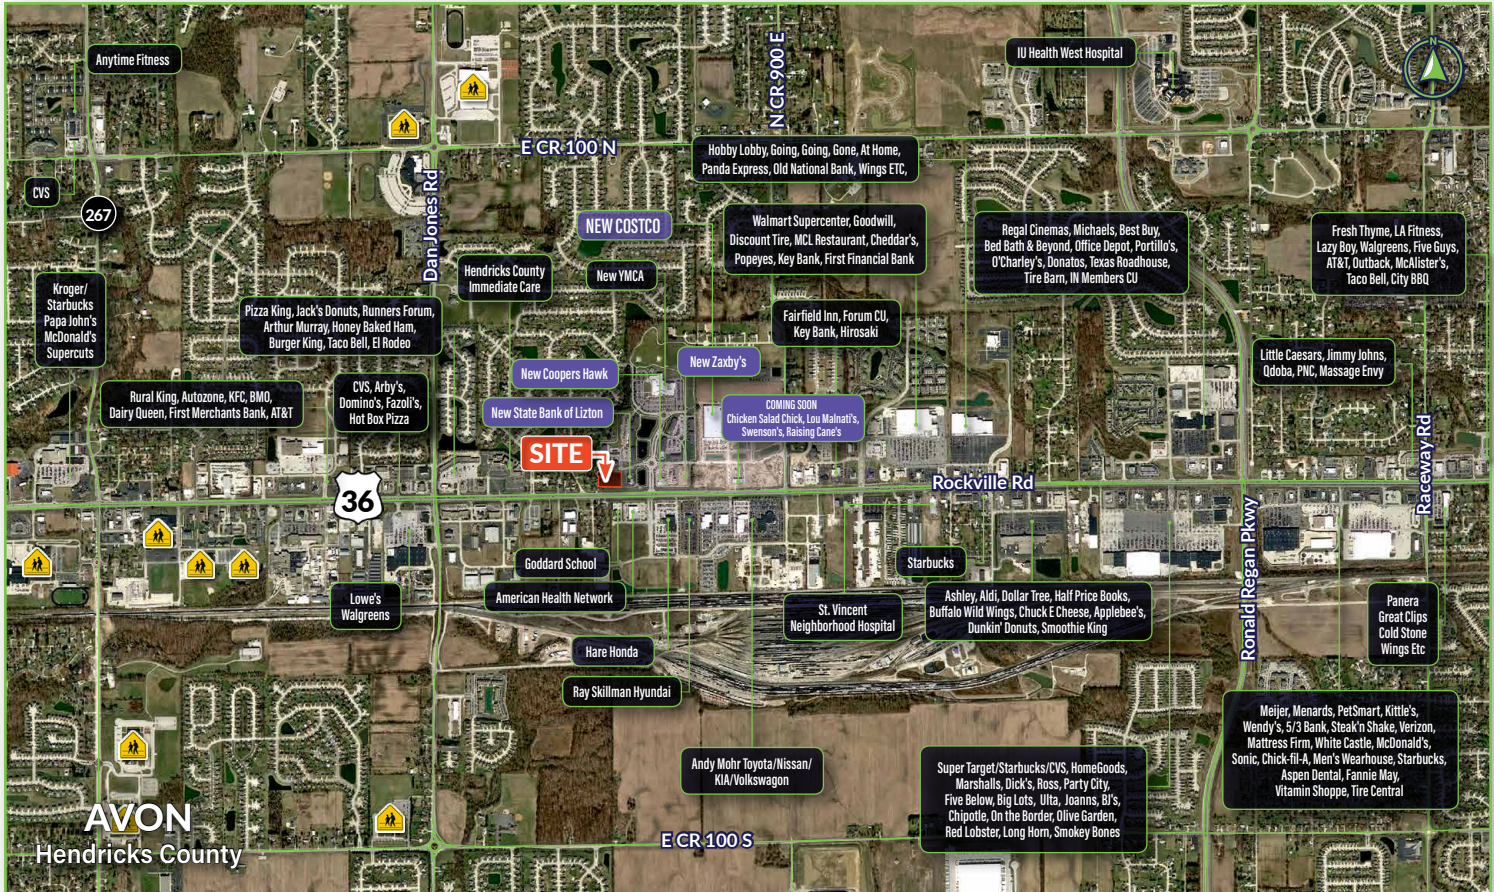 Anytime Fitness
CVS
267
N CR 900 E
IU Health West Hospital
N
E CR 100 N
Dan Jones Rd
Hobby Lobby, Going, Going, Gone, At Home,
Panda Express, Old National Bank, Wings ETC,
NEW COSTCO
Walmart Supercenter, Goodwill,
Discount Tire, MCL Restaurant, Cheddar's,
Popeyes, Key Bank, First Financial Bank
Regal Cinemas, Michaels, Best Buy,
Bed Bath & Beyond, Office Depot, Portillo's,
O'Charley's, Donatos, Texas Roadhouse,
Tire Barn, IN Members CU
Fresh Thyme, LA Fitness,
Lazy Boy, Walgreens, Five Guys,
AT&T, Outback, McAlister's,
Taco Bell, City BBQ
Kroger/
Starbucks
Papa John's
McDonald's
Supercuts
Hendricks County
Immediate Care
New YMCA
Pizza King, Jack's Donuts, Runners Forum,
Arthur Murray, Honey Baked Ham,
Burger King, Taco Bell, El Rodeo
Fairfield Inn, Forum CU,
Key Bank, Hirosaki
Little Caesars, Jimmy Johns,
Qdoba, PNC, Massage Envy
Rural King, Autozone, KFC, BMO,
Dairy Queen, First Merchants Bank, AT&T
CVS, Arby's,
Domino's, Fazoli's,
Hot Box Pizza
New Coopers Hawk
New Zaxby's
New State Bank of Lizton
COMING SOON
Chicken Salad Chick, Lou Malnati's,
Swenson's, Raising Cane's
SITE
36
Rockville Rd
Raceway Rd
Ronald Regan Pkwy
Goddard School
American Health Network
Lowe's
Walgreens
Starbucks
St. Vincent
Neighborhood Hospital
Ashley, Aldi, Dollar Tree, Half Price Books,
Buffalo Wild Wings, Chuck E Cheese, Applebee's,
Dunkin' Donuts, Smoothie King
Panera
Great Clips
Cold Stone
Wings Etc
Hare Honda
Ray Skillman Hyundai
Andy Mohr Toyota/Nissan/
KIA/Volkswagon
Super Target/Starbucks/CVS, HomeGoods,
Marshalls, Dick's, Ross, Party City,
Five Below, Big Lots, Ulta, Joanns, BJ's,
Chipotle, On the Border, Olive Garden,
Red Lobster, Long Horn, Smokey Bones
Meijer, Menards, PetSmart, Kittle's,
Wendy's, 5/3 Bank, Steak'n Shake, Verizon,
Mattress Firm, White Castle, McDonald's,
Sonic, Chick-fil-A, Men's Wearhouse, Starbucks,
Aspen Dental, Fannie May,
Vitamin Shoppe, Tire Central
AVON
Hendricks County
E CR 100 S